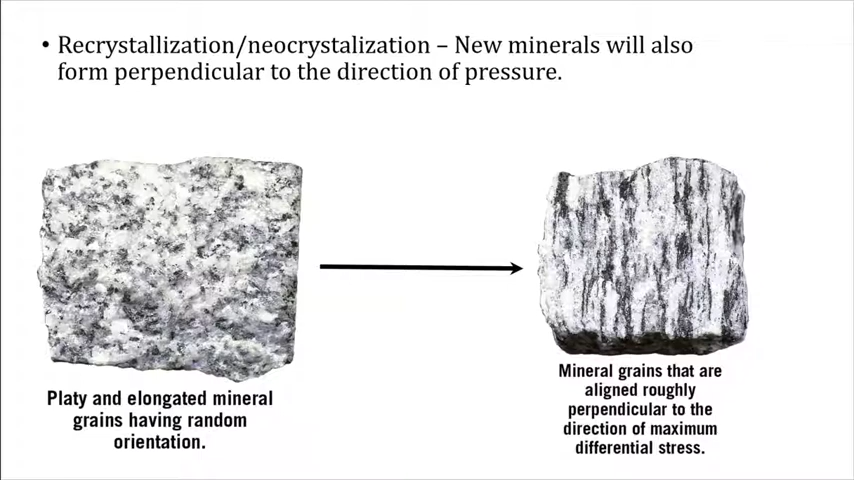 • Recrystallization/neocrystalization – New minerals will also
form perpendicular to the direction of pressure.
Platy and elongated mineral
grains having random
orientation.
Mineral grains that are
aligned roughly
perpendicular to the
direction of maximum
differential stress.